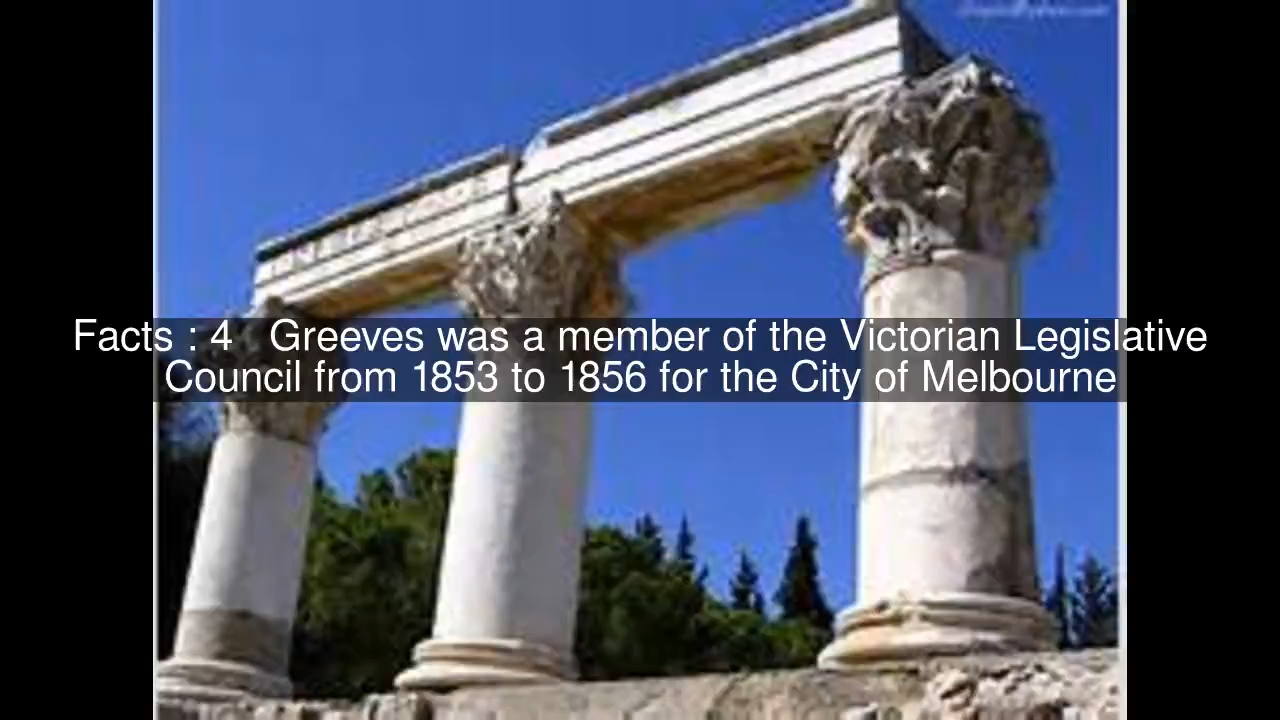 Facts : 4 Greeves was a member of the Victorian Legislative
Council from 1853 to 1856 for the City of Melbourne